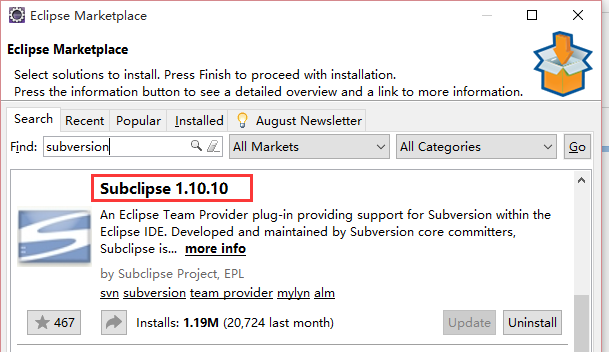 Eclipse Marketplace
Eclipse Marketplace
Select solutions to install. Press Finish to proceed with installation.
Press the information button to see a detailed overview and a link to more information.
Search Recent Popular Installed August Newsletter
Find: subversion All Markets All Categories Go
Subclipse 1.10.10
An Eclipse Team Provider plug-in providing support for Subversion within the
Eclipse IDE. Developed and maintained by Subversion core committers,
Subclipse is... more info
by Subclipse Project, EPL
svn subversion team provider mylyn alm
467 Installs: 1.19M (20,724 last month) Update Uninstall